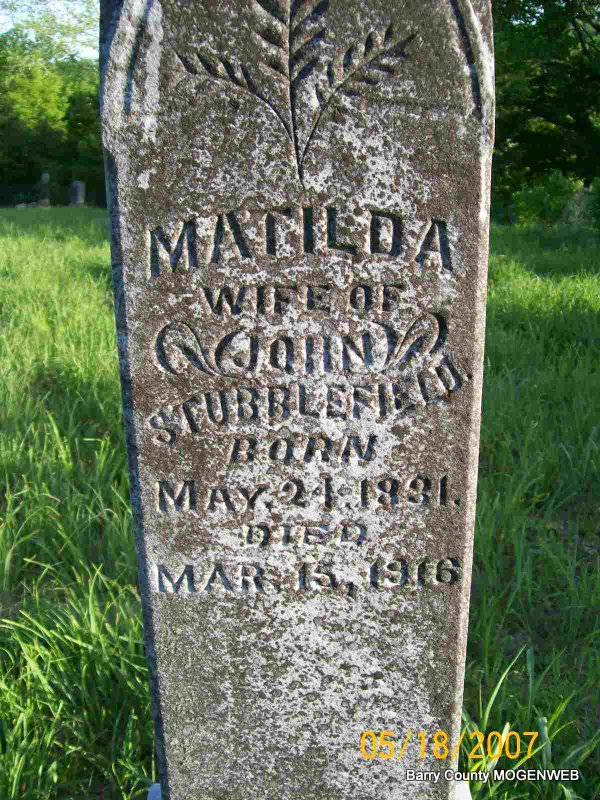 MATILDA
WIFE OF
JOHN
STUBBLEFIELD.
BORN
MAY. 24. 1831.
DIED
MAR. 15, 1916
05/18/2007
Barry County MOGENWEB